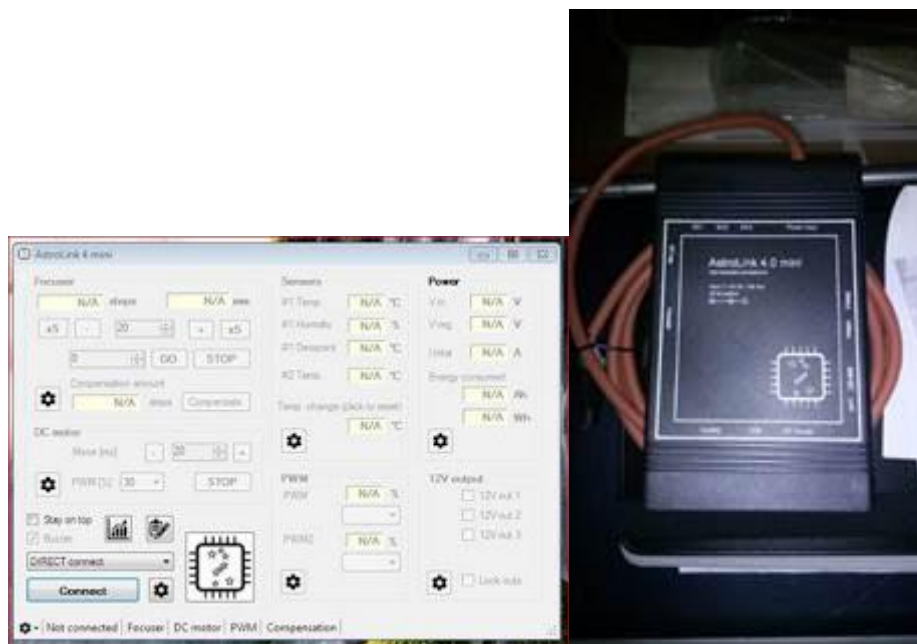 AstroLink 4 mini
Focuser
N/A steps N/A mm
x5 - 20 + x5
0 GO STOP
Compensation amount
N/A steps Compensate
DC motor
Move [ms] - 20 +
PWM [%] 30 STOP
Stay on top
Buzzer
DIRECT connect
Connect
Sensors
#1 Temp. N/A °C
#1 Humidity N/A %
#1 Dewpoint N/A °C
#2 Temp. N/A °C
Temp. change (click to reset)
N/A °C
PWM
PWM N/A %
PWM2 N/A %
Power
V in N/A V
V reg N/A V
I total N/A A
Energy consumed
N/A Ah
N/A Wh
12V output
12V out 1
12V out 2
12V out 3
Lock outs
Not connected Focuser DC motor PWM Compensation
AstroLink 4.0 mini